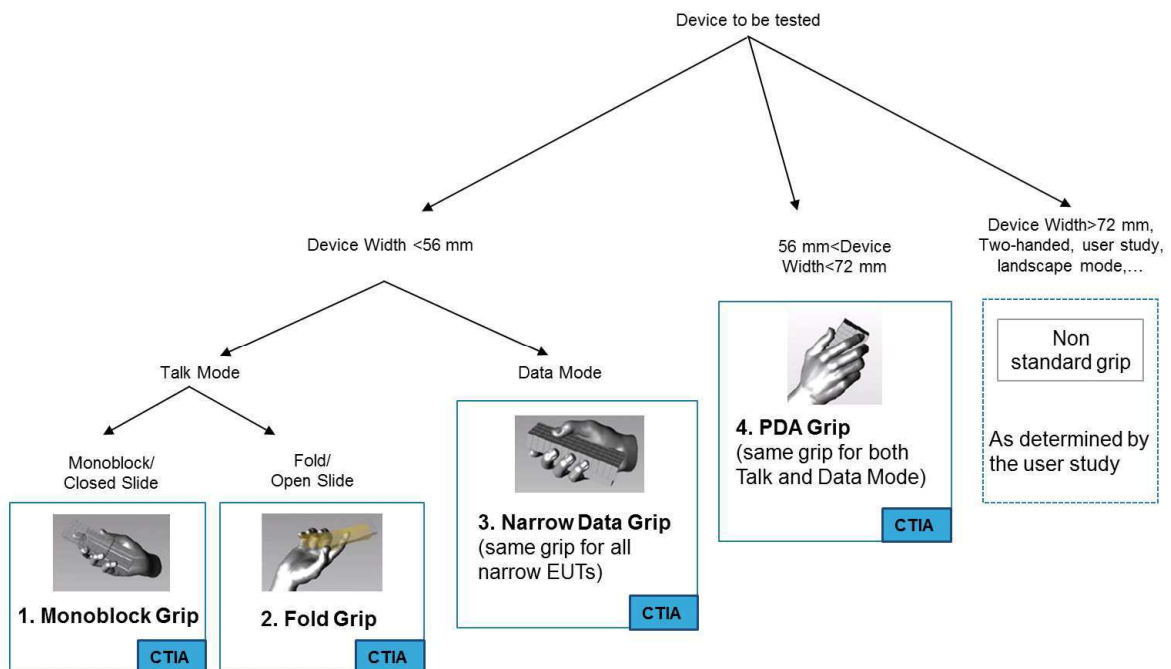 Device to be tested
Device Width <56 mm
56 mm<Device
Width<72 mm
Device Width>72 mm,
Two-handed, user study,
landscape mode,…
Talk Mode
Data Mode
Monoblock/
Closed Slide
Fold/
Open Slide
1. Monoblock Grip
CTIA
2. Fold Grip
CTIA
3. Narrow Data Grip
(same grip for all
narrow EUTs)
CTIA
4. PDA Grip
(same grip for both
Talk and Data Mode)
CTIA
Non
standard grip
As determined by
the user study